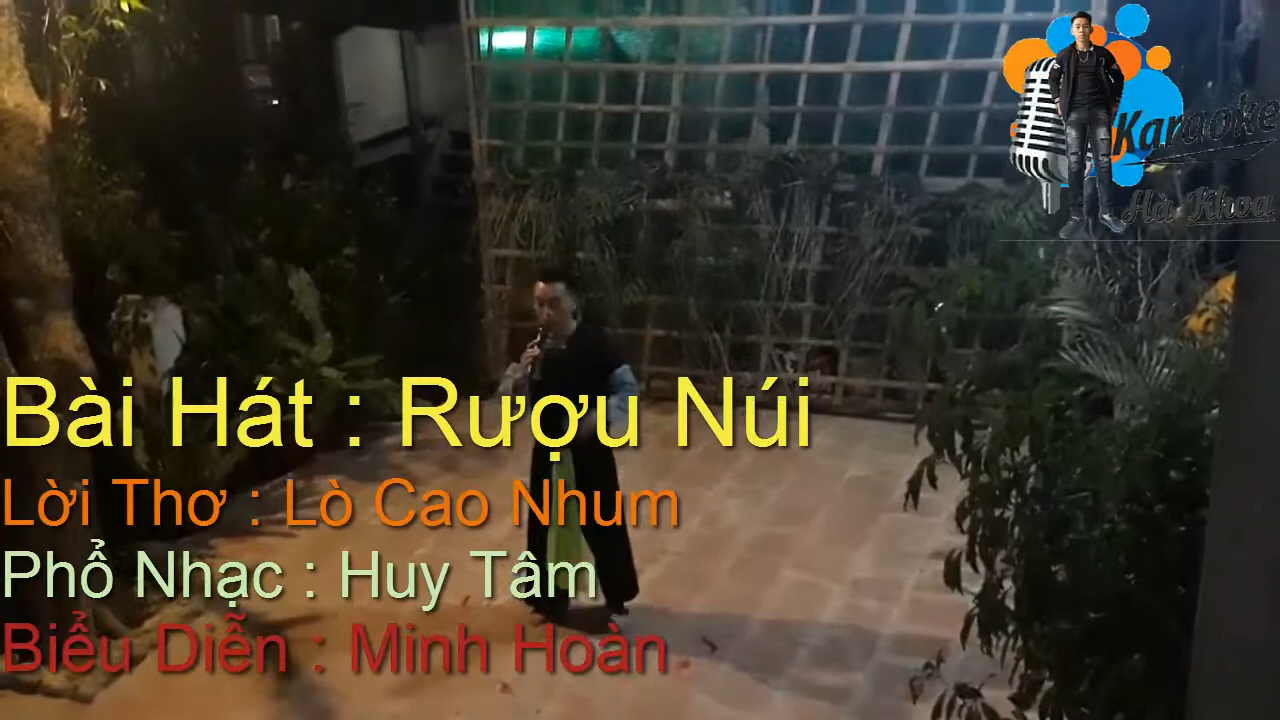 Karaoke
Hà Khoa
Bài Hát : Rượu Núi
Lời Thơ : Lò Cao Nhum
Phổ Nhạc : Huy Tâm
Biểu Diễn : Minh Hoàn